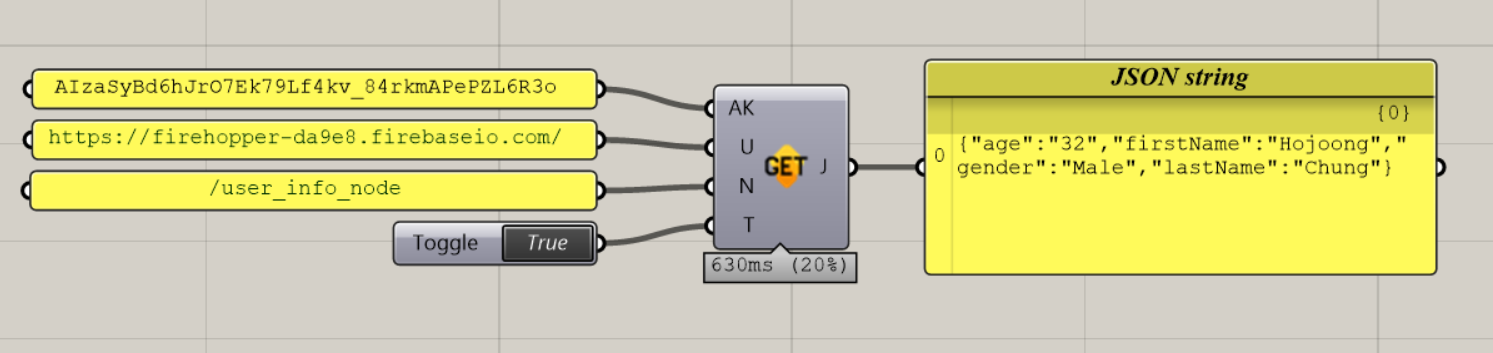 AIzaSyBd6hJrO7Ek79Lf4kv_84rkmAPePZL6R3o
https://firehopper-da9e8.firebaseio.com/
/user_info_node
Toggle True
AK
U
N
T
GET
J
630ms (20%)
JSON string
{0}
0 {"age":"32","firstName":"Hojoong","
gender":"Male","lastName":"Chung"}